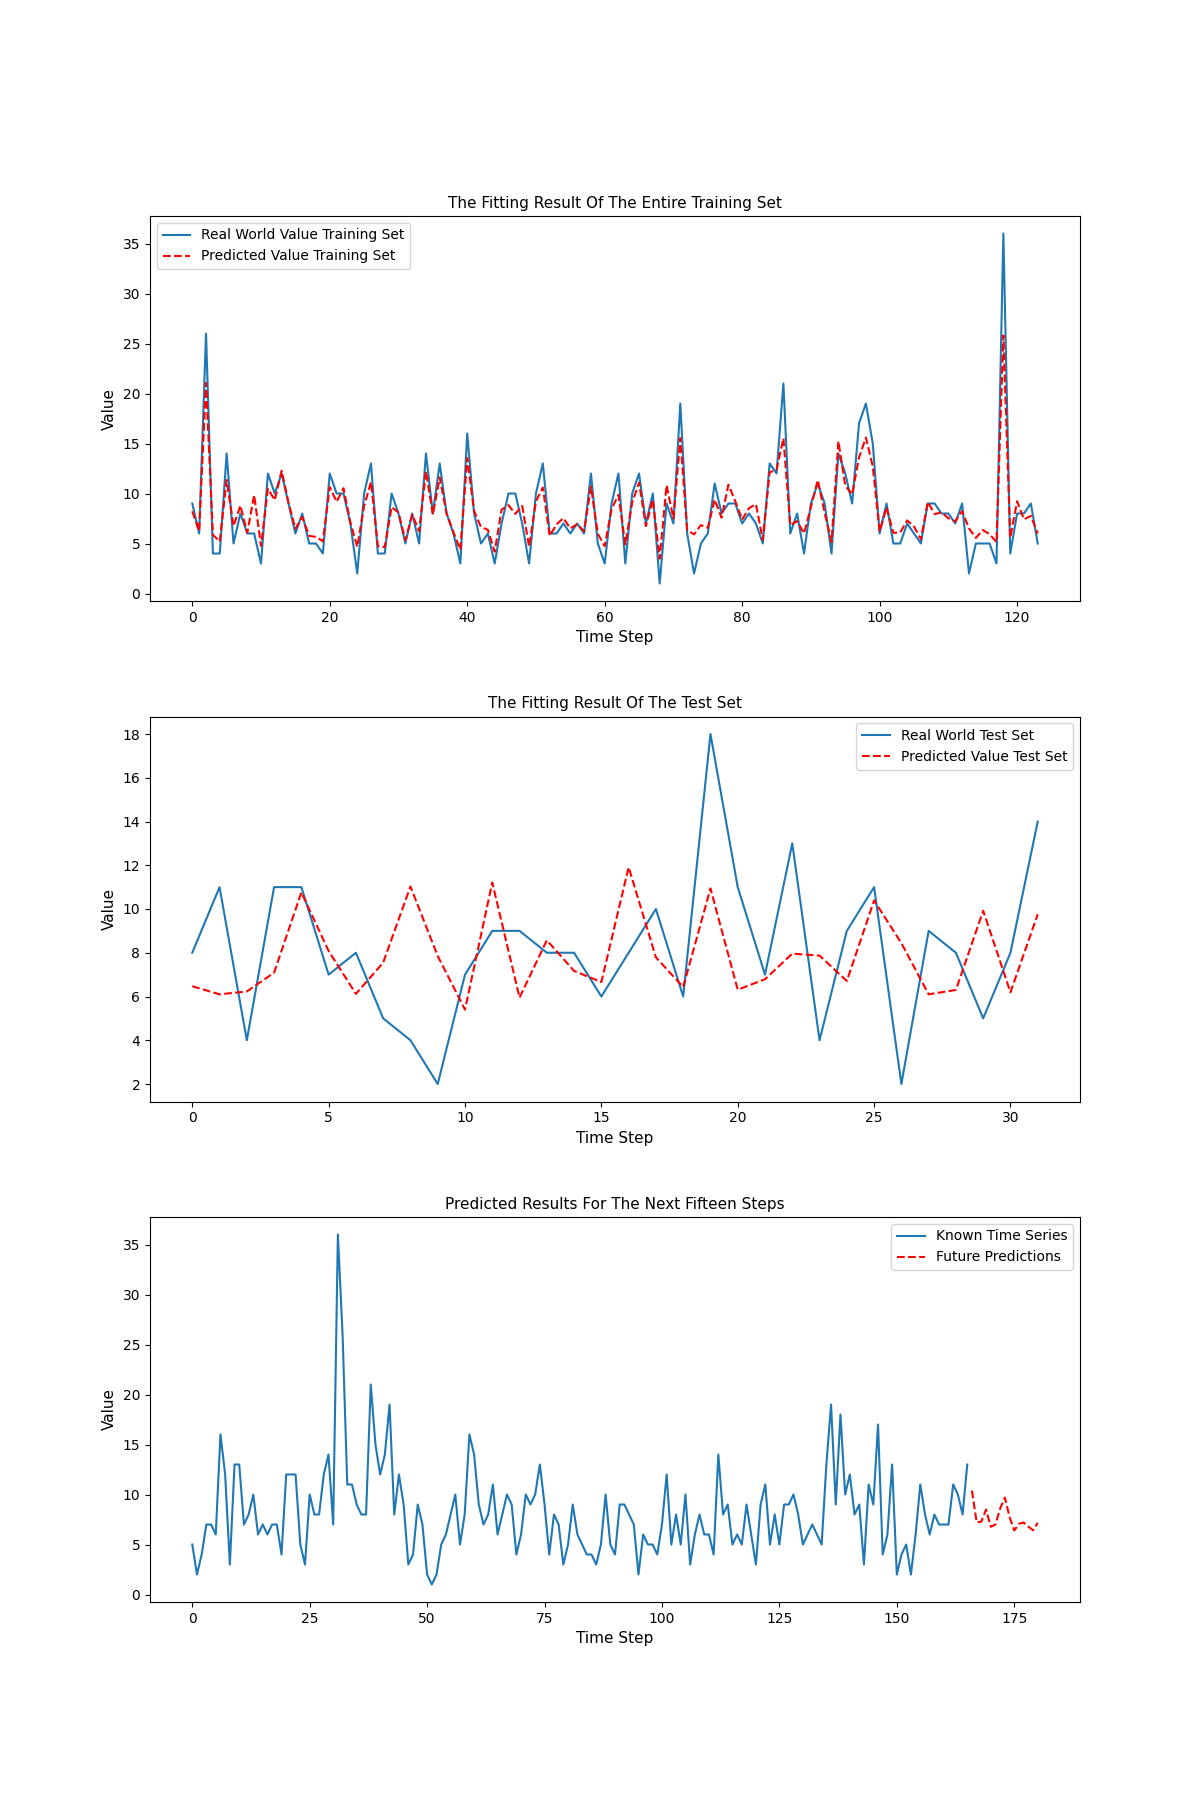 The Fitting Result Of The Entire Training Set
Real World Value Training Set
Predicted Value Training Set
Value
35
30
25
20
15
10
5
0
0 20 40 60 80 100 120
Time Step
The Fitting Result Of The Test Set
Real World Test Set
Predicted Value Test Set
Value
18
16
14
12
10
8
6
4
2
0 5 10 15 20 25 30
Time Step
Predicted Results For The Next Fifteen Steps
Known Time Series
Future Predictions
Value
35
30
25
20
15
10
5
0
0 25 50 75 100 125 150 175
Time Step